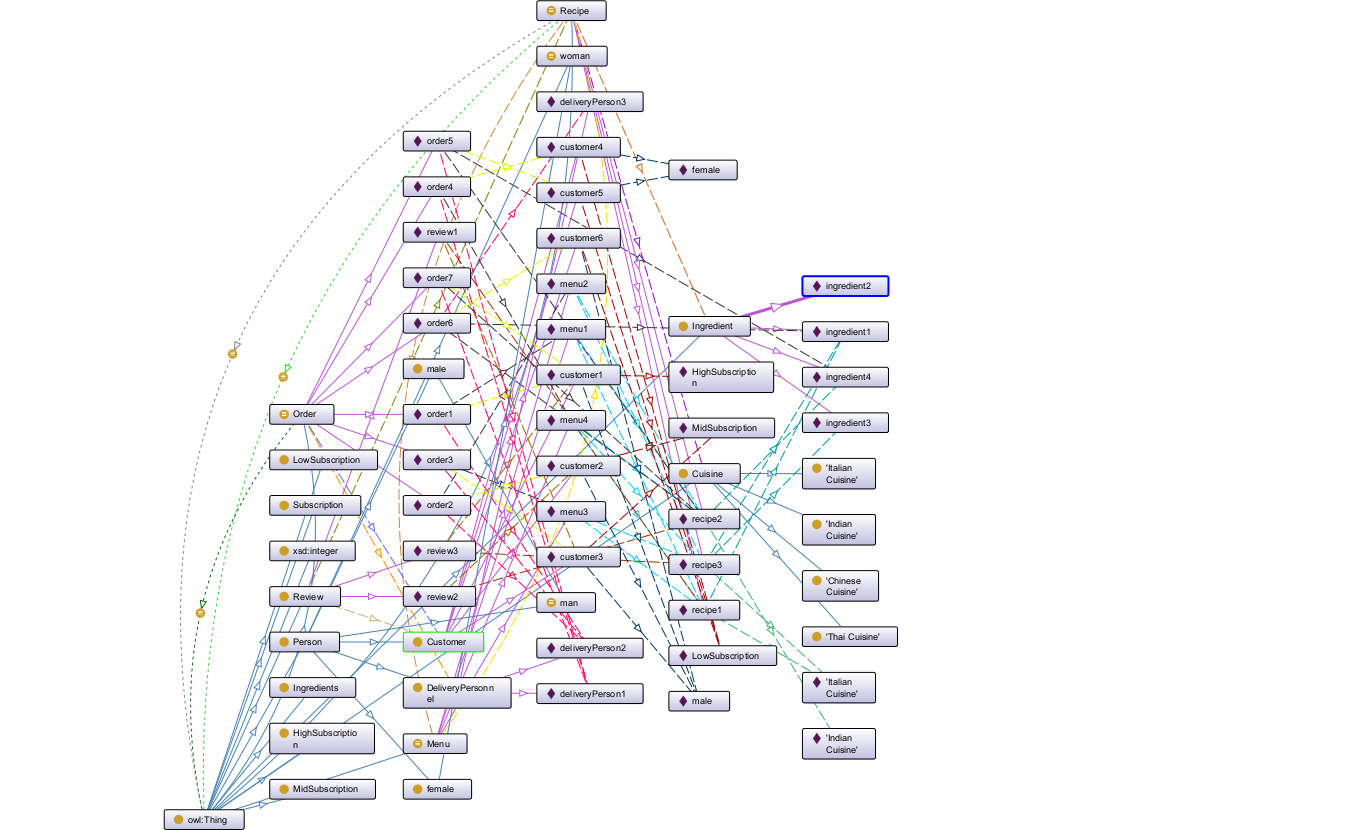 Recipe
woman
deliveryPerson3
order5
customer4
female
order4
customer5
review1
customer6
order7
menu2
ingredient2
order6
menu1
Ingredient
ingredient1
male
customer1
HighSubscriptio
n
ingredient4
Order
order1
menu4
MidSubscription
ingredient3
LowSubscription
order3
customer2
Cuisine
'Italian
Cuisine'
Subscription
order2
menu3
recipe2
'Indian
Cuisine'
xsd:integer
review3
customer3
recipe3
'Chinese
Cuisine'
Review
review2
man
recipe1
Person
Customer
deliveryPerson2
LowSubscription
'Thai Cuisine'
Ingredients
DeliveryPersonn
el
deliveryPerson1
male
'Italian
Cuisine'
HighSubscriptio
n
Menu
'Indian
Cuisine'
MidSubscription
female
owl:Thing